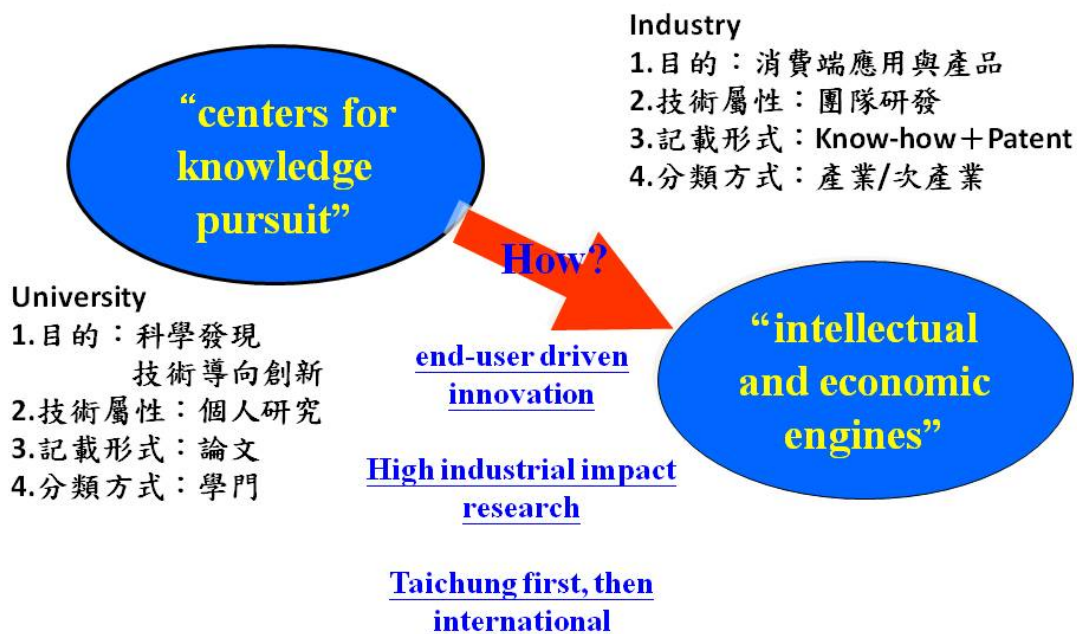 “centers for
knowledge
pursuit”
University
1.目的：科學發現
技術導向創新
2.技術屬性：個人研究
3.記載形式：論文
4.分類方式：學門
How?
end-user driven
innovation
High industrial impact
research
Taichung first, then
international
Industry
1.目的：消費端應用與產品
2.技術屬性：團隊研發
3.記載形式：Know-how＋Patent
4.分類方式：產業/次產業
“intellectual
and economic
engines”